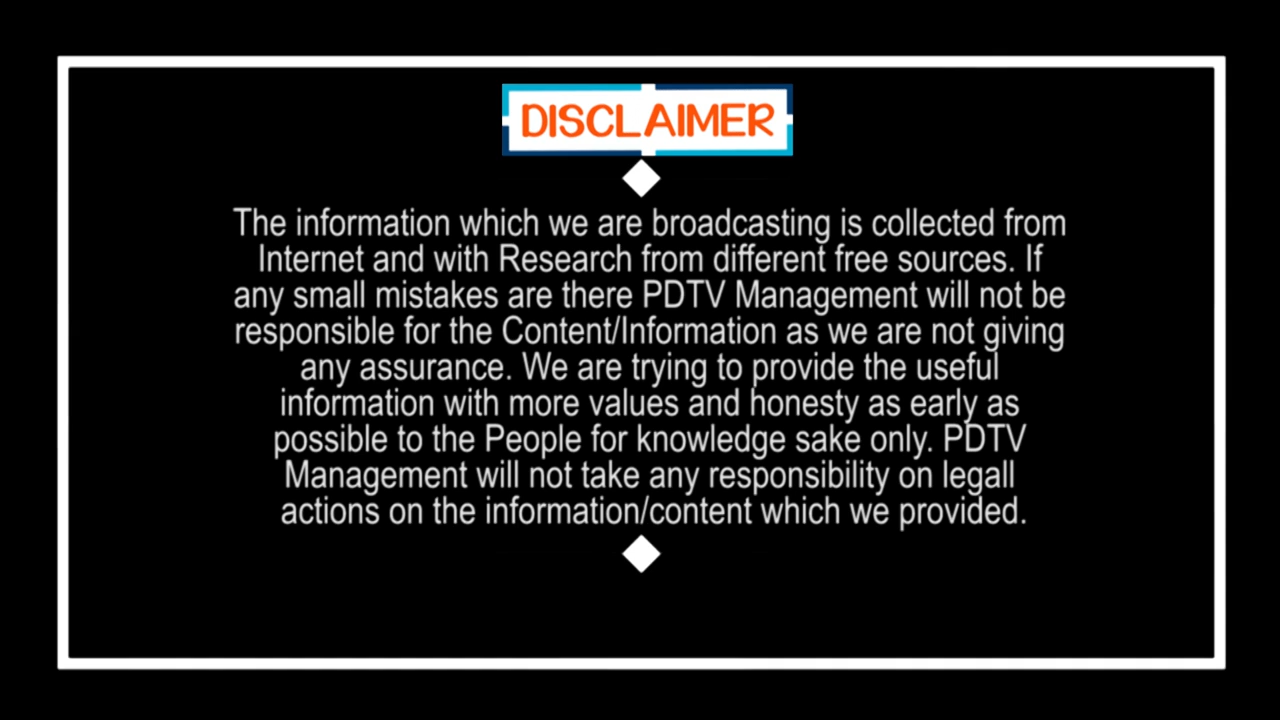 DISCLAIMER
The information which we are broadcasting is collected from
Internet and with Research from different free sources. If
any small mistakes are there PDTV Management will not be
responsible for the Content/Information as we are not giving
any assurance. We are trying to provide the useful
information with more values and honesty as early as
possible to the People for knowledge sake only. PDTV
Management will not take any responsibility on legall
actions on the information/content which we provided.